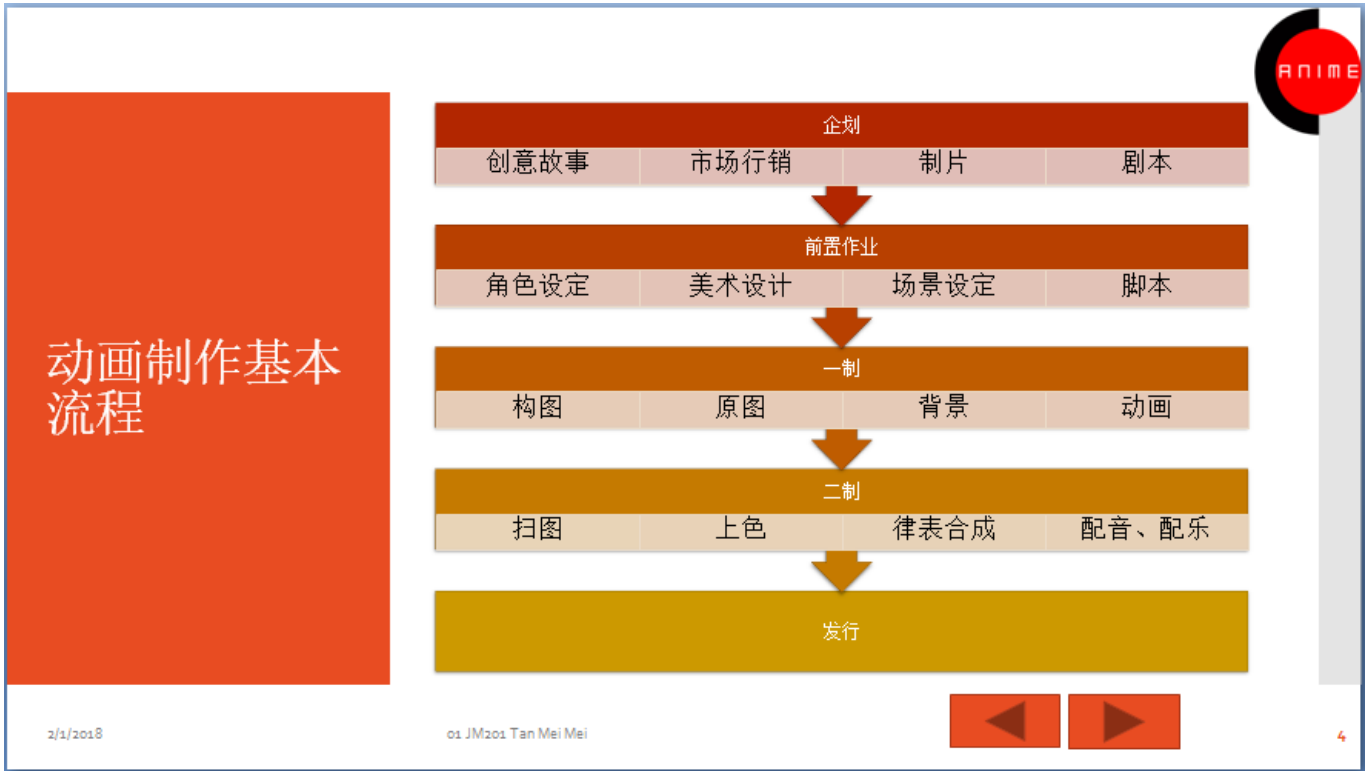 ANIME
动画制作基本
流程
企划
创意故事 市场行销 制片 剧本
前置作业
角色设定 美术设计 场景设定 脚本
一制
构图 原图 背景 动画
二制
扫图 上色 律表合成 配音、配乐
发行
2/1/2018 01 JM201 Tan Mei Mei 4